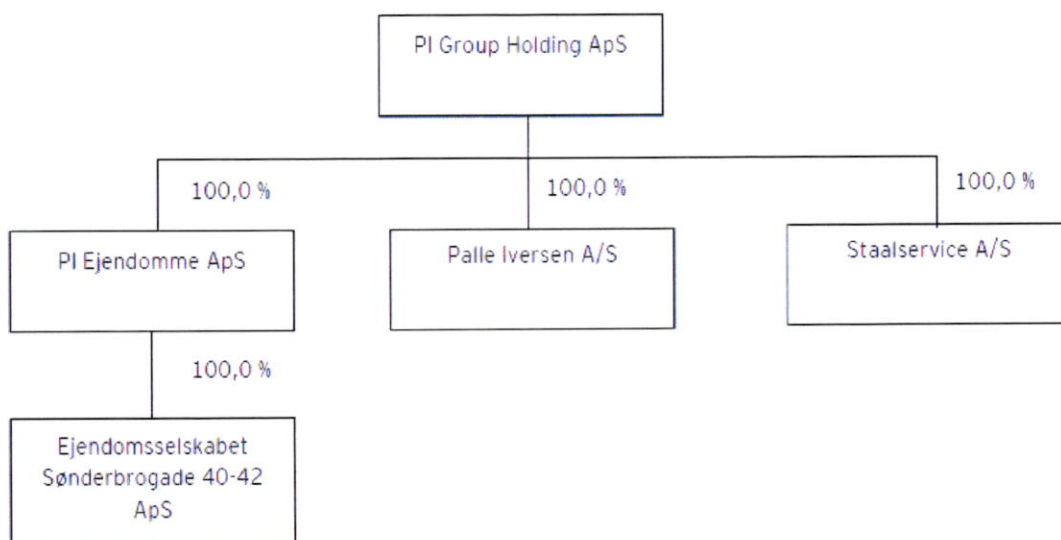 PI Group Holding ApS
100,0 %
100,0 %
100,0 %
PI Ejendomme ApS
Palle Iversen A/S
Staalservice A/S
100,0 %
Ejendomsselskabet
Sønderbrogade 40-42
ApS